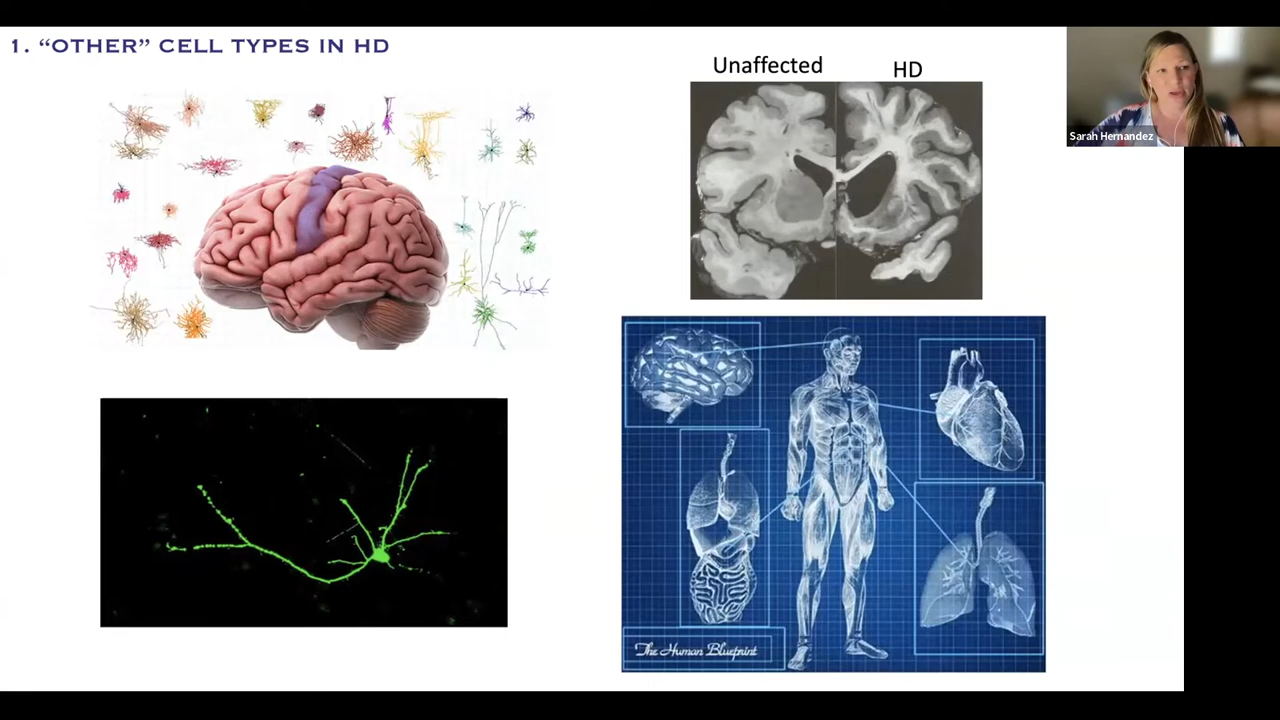 1. “OTHER” CELL TYPES IN HD
Unaffected
HD
Sarah Hernandez
The Human Blueprint